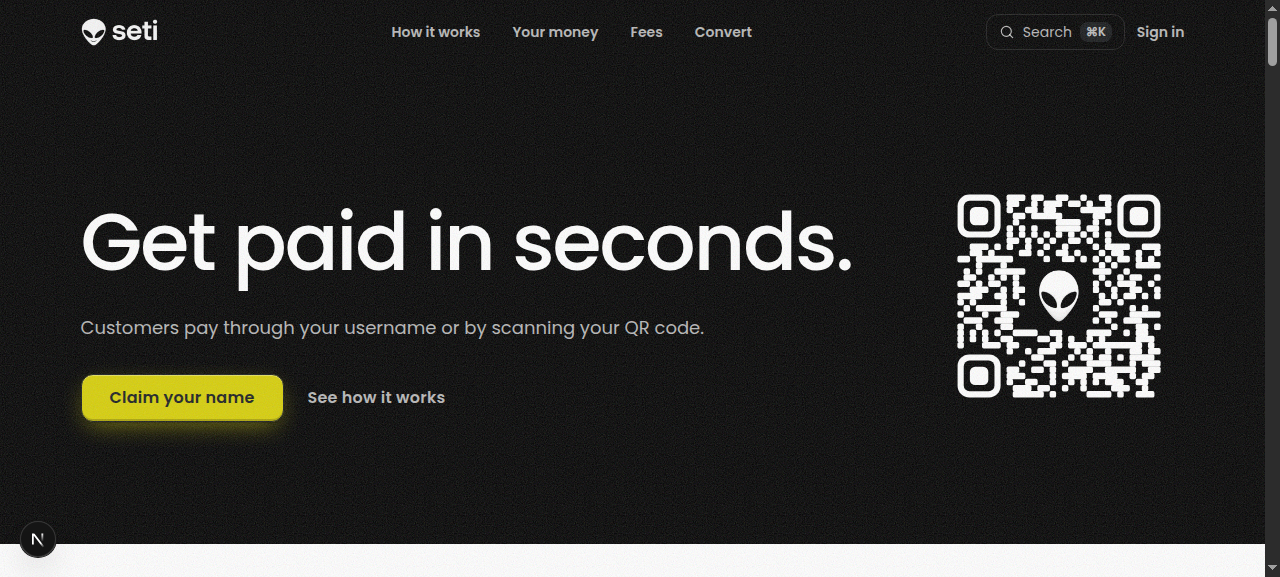 seti
How it works
Your money
Fees
Convert
Search ⌘K
Sign in
Get paid in seconds.
Customers pay through your username or by scanning your QR code.
Claim your name
See how it works
N